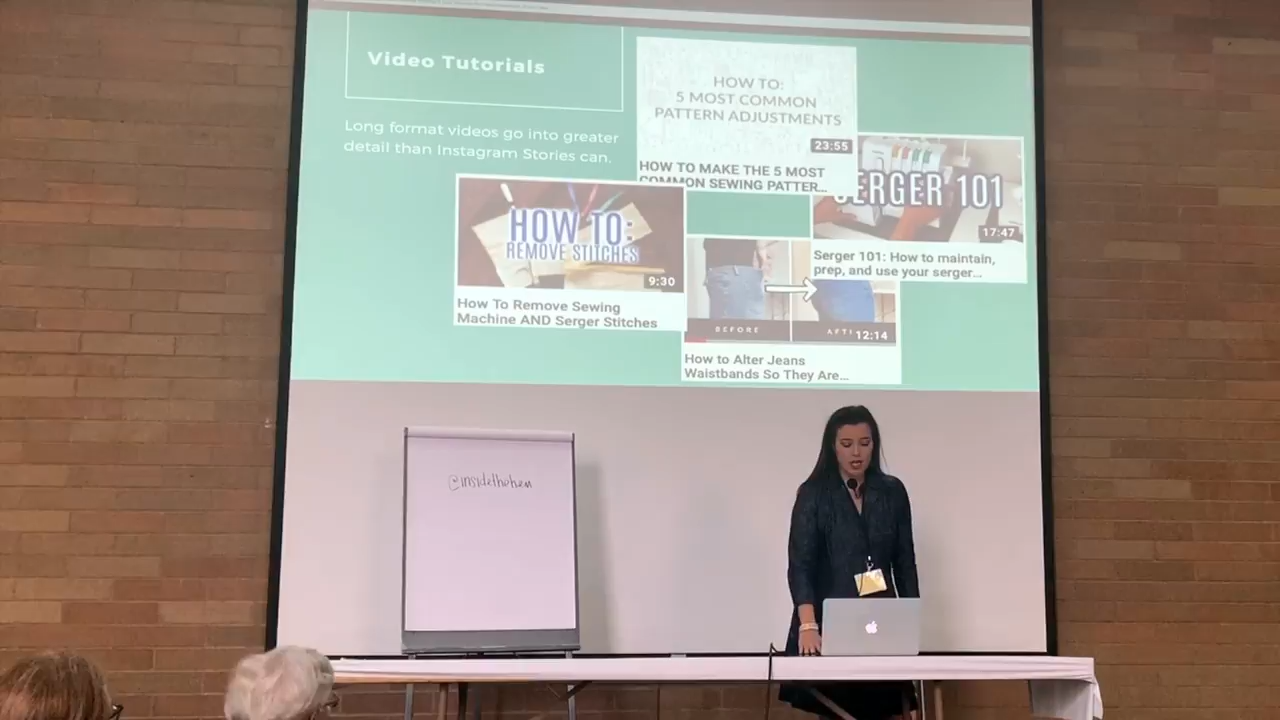 Video Tutorials
Long format videos go into greater
detail than Instagram Stories can.
HOW TO:
5 MOST COMMON
PATTERN ADJUSTMENTS
23:55
HOW TO MAKE THE 5 MOST
COMMON SEWING PATTER...
SERGER 101
17:47
Serger 101: How to maintain,
prep, and use your serger...
HOW TO:
REMOVE STITCHES
9:30
How To Remove Sewing
Machine AND Serger Stitches
BEFORE
AFT
12:14
How to Alter Jeans
Waistbands So They Are...
@insidethehem